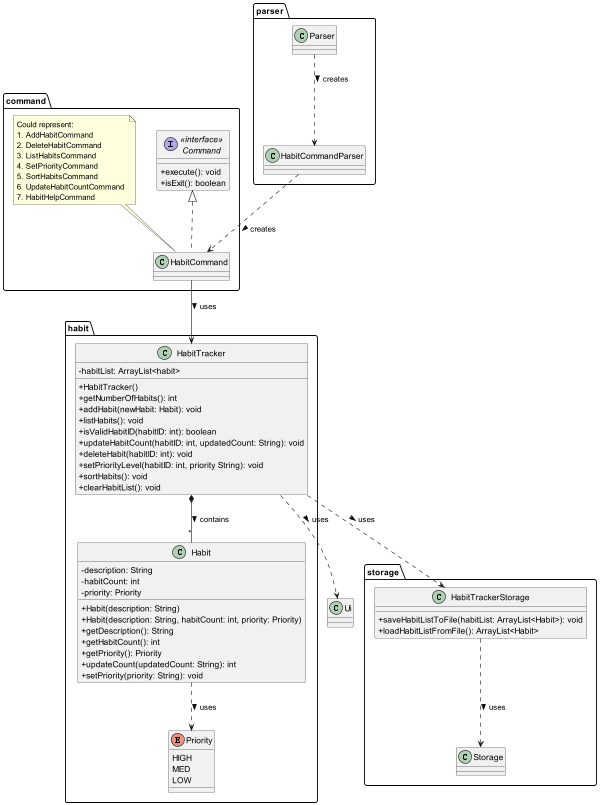 parser
C Parser
creates
C HabitCommandParser
command
Could represent:
1. AddHabitCommand
2. DeleteHabitCommand
3. ListHabitsCommand
4. SetPriorityCommand
5. SortHabitsCommand
6. UpdateHabitCountCommand
7. HabitHelpCommand
I «interface»
Command
+execute(): void
+isExit(): boolean
creates
C HabitCommand
uses
habit
C HabitTracker
-habitList: ArrayList<habit>
+HabitTracker()
+getNumberOfHabits(): int
+addHabit(newHabit: Habit): void
+listHabits(): void
+isValidHabitID(habitID: int): boolean
+updateHabitCount(habitID: int, updatedCount: String): void
+deleteHabit(habitID: int): void
+setPriorityLevel(habitID: int, priority String): void
+sortHabits(): void
+clearHabitList(): void
contains
*
uses
uses
C Habit
-description: String
-habitCount: int
-priority: Priority
+Habit(description: String)
+Habit(description: String, habitCount: int, priority: Priority)
+getDescription(): String
+getHabitCount(): int
+getPriority(): Priority
+updateCount(updatedCount: String): int
+setPriority(priority: String): void
uses
E Priority
HIGH
MED
LOW
C Ui
storage
C HabitTrackerStorage
+saveHabitListToFile(habitList: ArrayList<Habit>): void
+loadHabitListFromFile(): ArrayList<Habit>
uses
C Storage